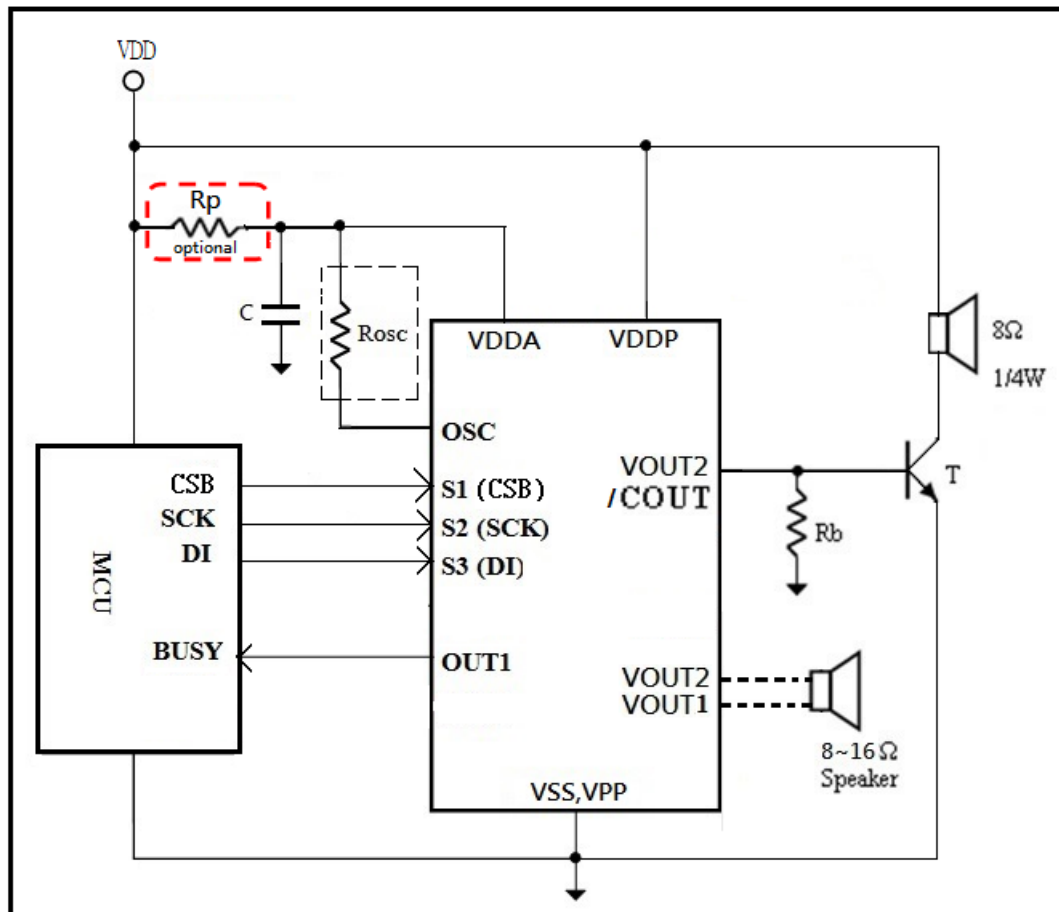 VDD
Rp
optional
C
Rosc
VDDA
VDDP
8Ω
1/4W
OSC
VOUT2
/COUT
T
CSB
S1 (CSB)
SCK
S2 (SCK)
DI
S3 (DI)
Rb
MCU
BUSY
OUT1
VOUT2
VOUT1
8~16 Ω
Speaker
VSS,VPP